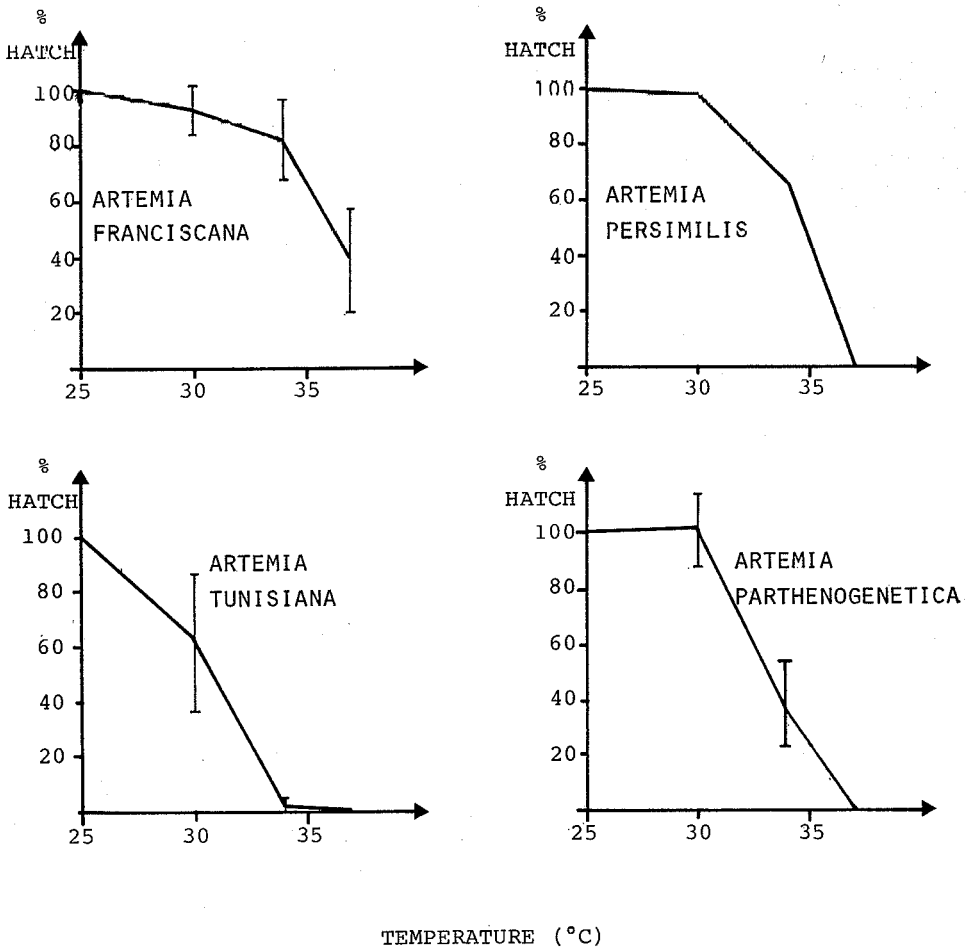 %
HATCH
100
80
60
40
20
25 30 35
ARTEMIA
FRANCISCANA
%
HATCH
100
80
60
40
20
25 30 35
ARTEMIA
PERSIMILIS
%
HATCH
100
80
60
40
20
25 30 35
ARTEMIA
TUNISIANA
%
HATCH
100
80
60
40
20
25 30 35
ARTEMIA
PARTHENOGENETICA
TEMPERATURE (°C)